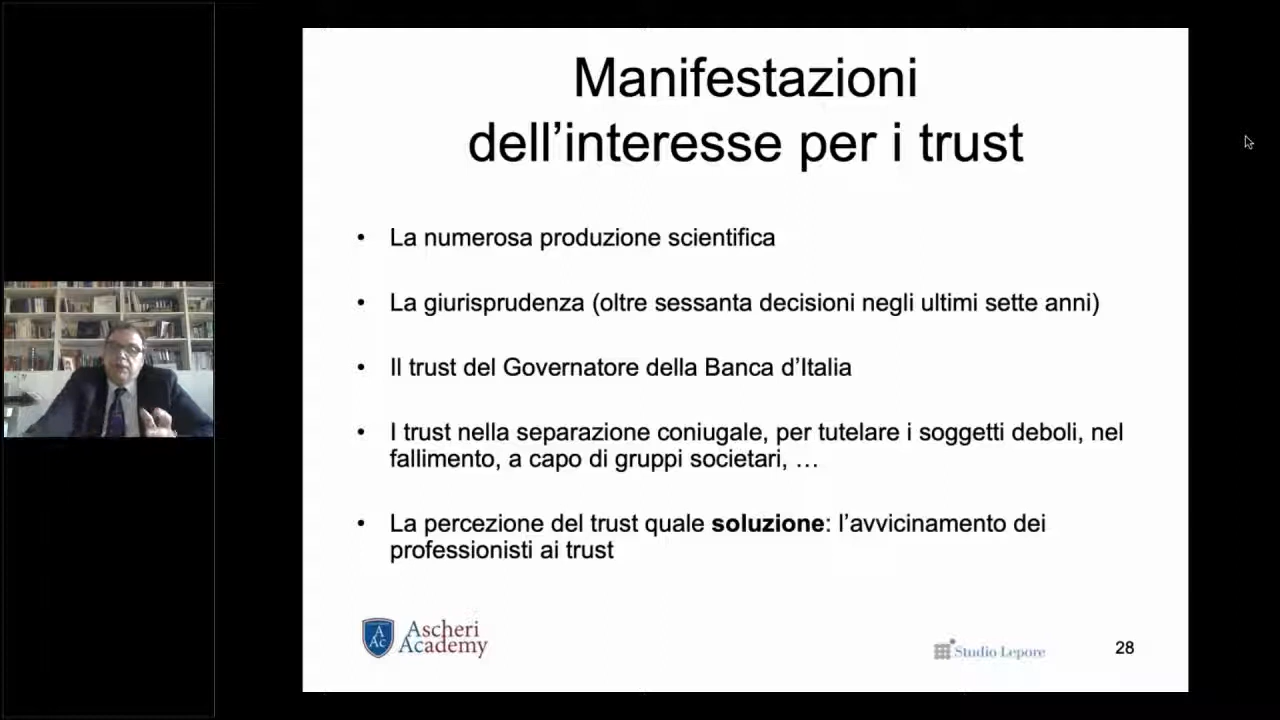 Manifestazioni
dell’interesse per i trust
• La numerosa produzione scientifica
• La giurisprudenza (oltre sessanta decisioni negli ultimi sette anni)
• Il trust del Governatore della Banca d’Italia
• I trust nella separazione coniugale, per tutelare i soggetti deboli, nel
fallimento, a capo di gruppi societari, …
• La percezione del trust quale soluzione: l’avvicinamento dei
professionisti ai trust
A
Ac
Ascheri
Academy
Studio Lepore
28